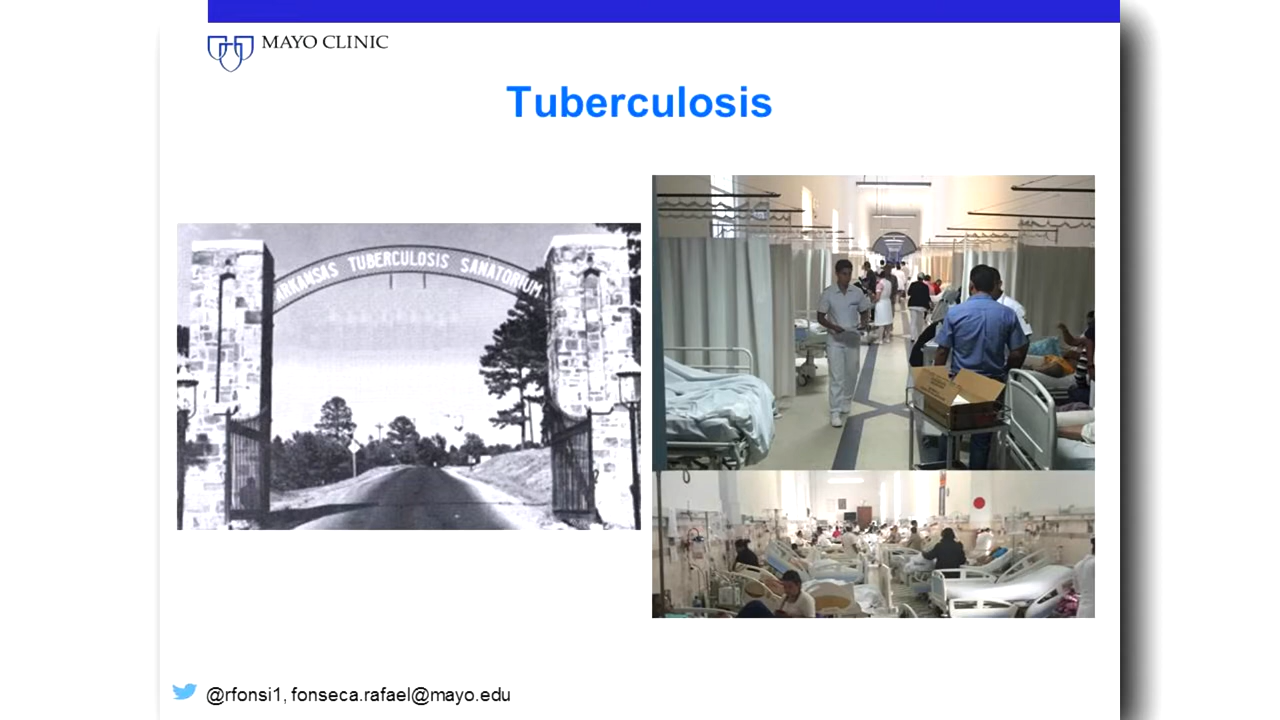 MAYO CLINIC
Tuberculosis
ARKANSAS TUBERCULOSIS SANATORIUM
@rfonsi1, fonseca.rafael@mayo.edu